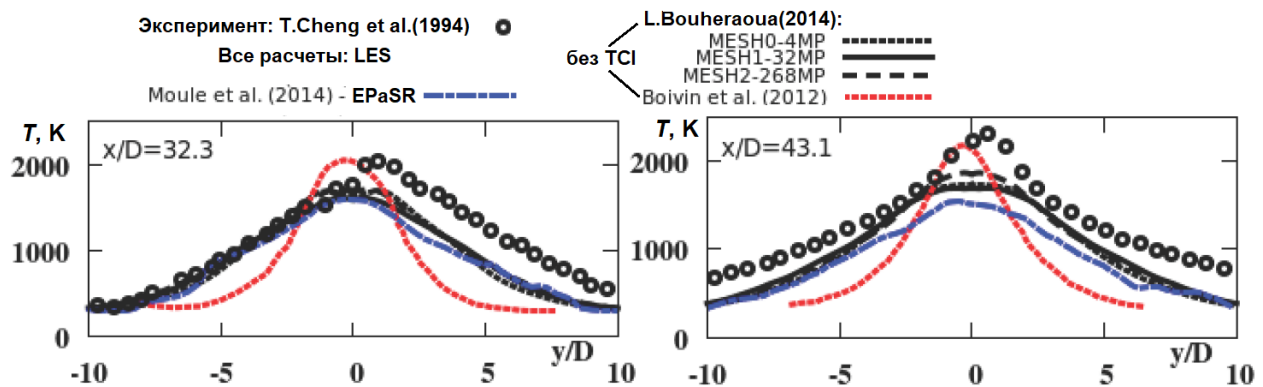 Эксперимент: T.Cheng et al.(1994)
Все расчеты: LES
Moule et al. (2014) - EPaSR
без TCI
L.Bouheraoua(2014):
MESH0-4MP
MESH1-32MP
MESH2-268MP
Boivin et al. (2012)
T, K
x/D=32.3
2000
1000
0
-10
-5
0
5
10
y/D
T, K
x/D=43.1
2000
1000
0
-10
-5
0
5
10
y/D